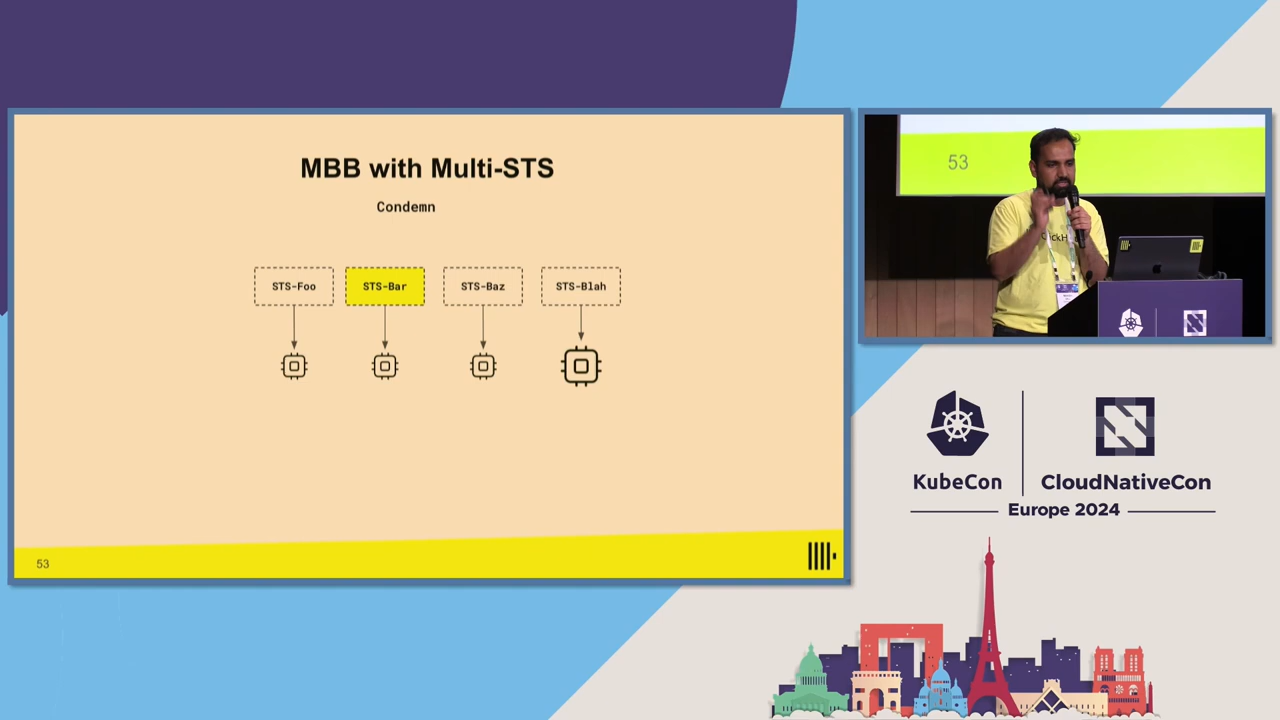 MBB with Multi-STS
Condemn
STS-Foo
STS-Bar
STS-Baz
STS-Blah
53
53
KubeCon
CloudNativeCon
Europe 2024